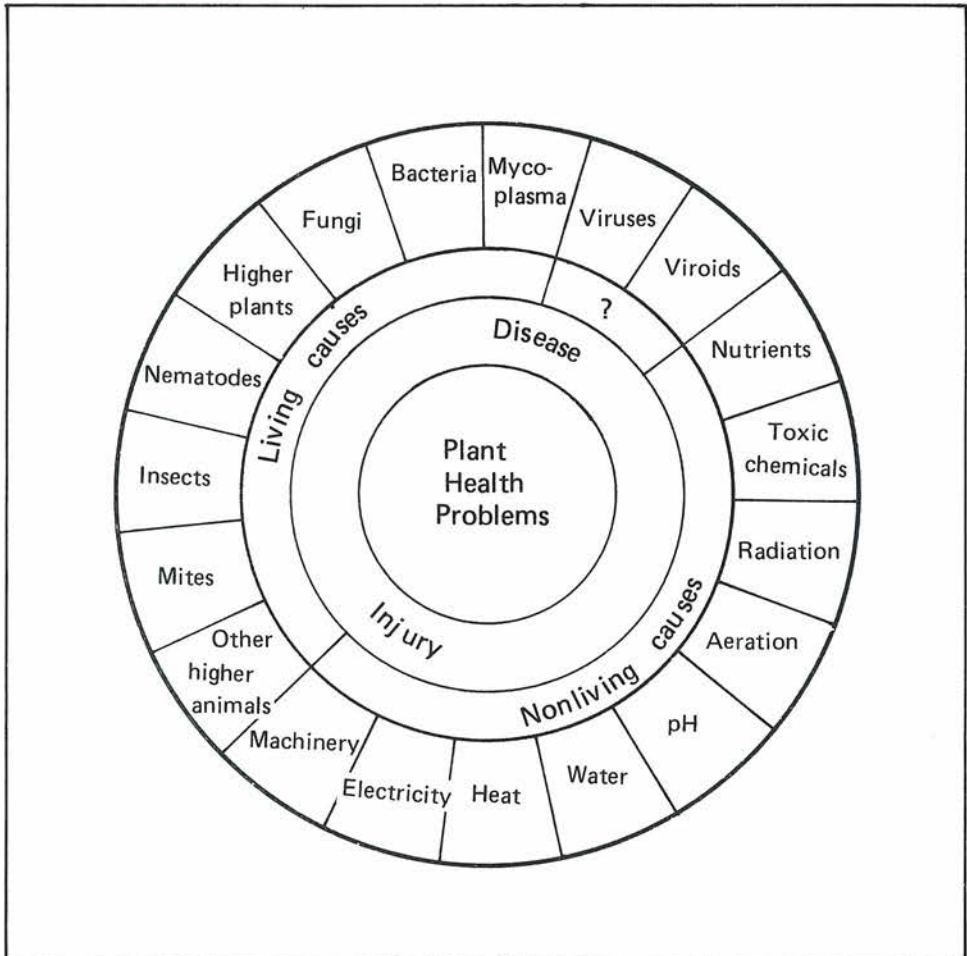 Plant
Health
Problems
Disease
Injury
Living causes
?
Nonliving causes
Bacteria
Myco-
plasma
Viruses
Viroids
Nutrients
Toxic
chemicals
Radiation
Aeration
pH
Water
Heat
Electricity
Machinery
Other
higher
animals
Mites
Insects
Nematodes
Higher
plants
Fungi